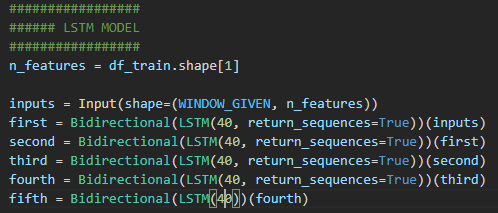 #################
###### LSTM MODEL
#################
n_features = df_train.shape[1]
inputs = Input(shape=(WINDOW_GIVEN, n_features))
first = Bidirectional(LSTM(40, return_sequences=True))(inputs)
second = Bidirectional(LSTM(40, return_sequences=True))(first)
third = Bidirectional(LSTM(40, return_sequences=True))(second)
fourth = Bidirectional(LSTM(40, return_sequences=True))(third)
fifth = Bidirectional(LSTM(40))(fourth)